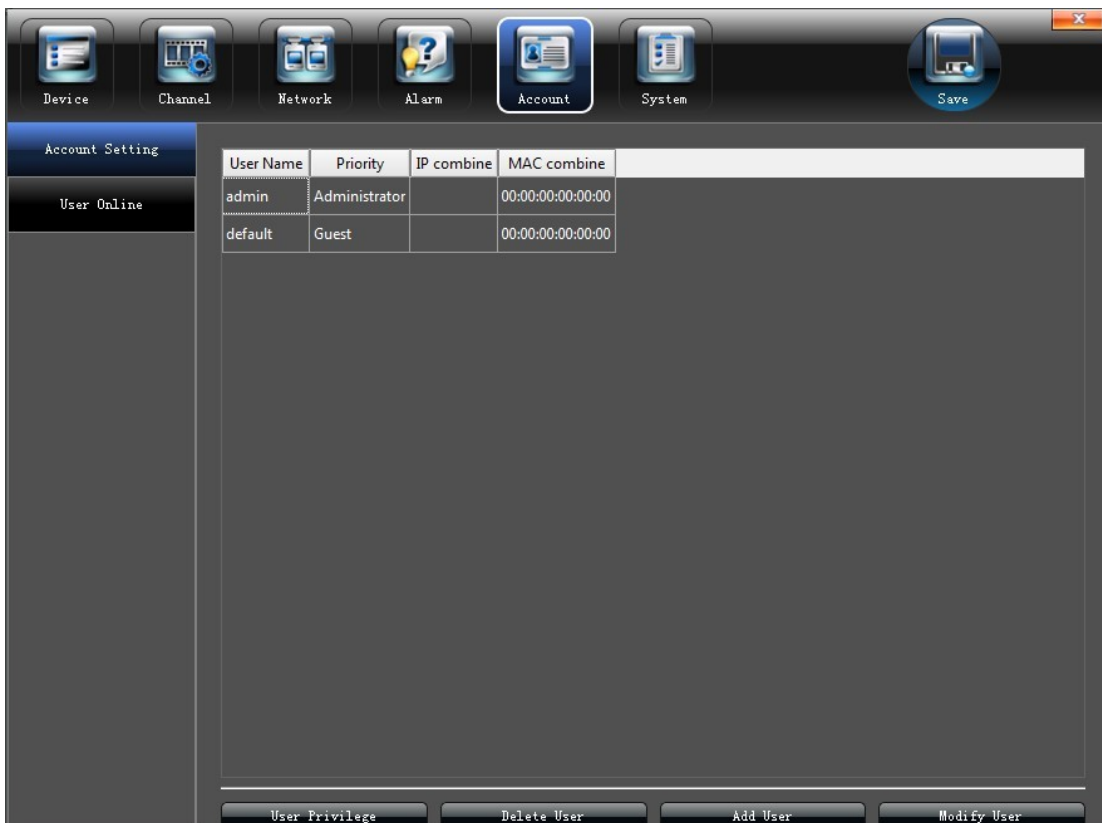 x
Device Channel Network Alarm Account System Save
Account Setting
User Online
User Name Priority IP combine MAC combine
admin Administrator 00:00:00:00:00:00
default Guest 00:00:00:00:00:00
User Privilege Delete User Add User Modify User